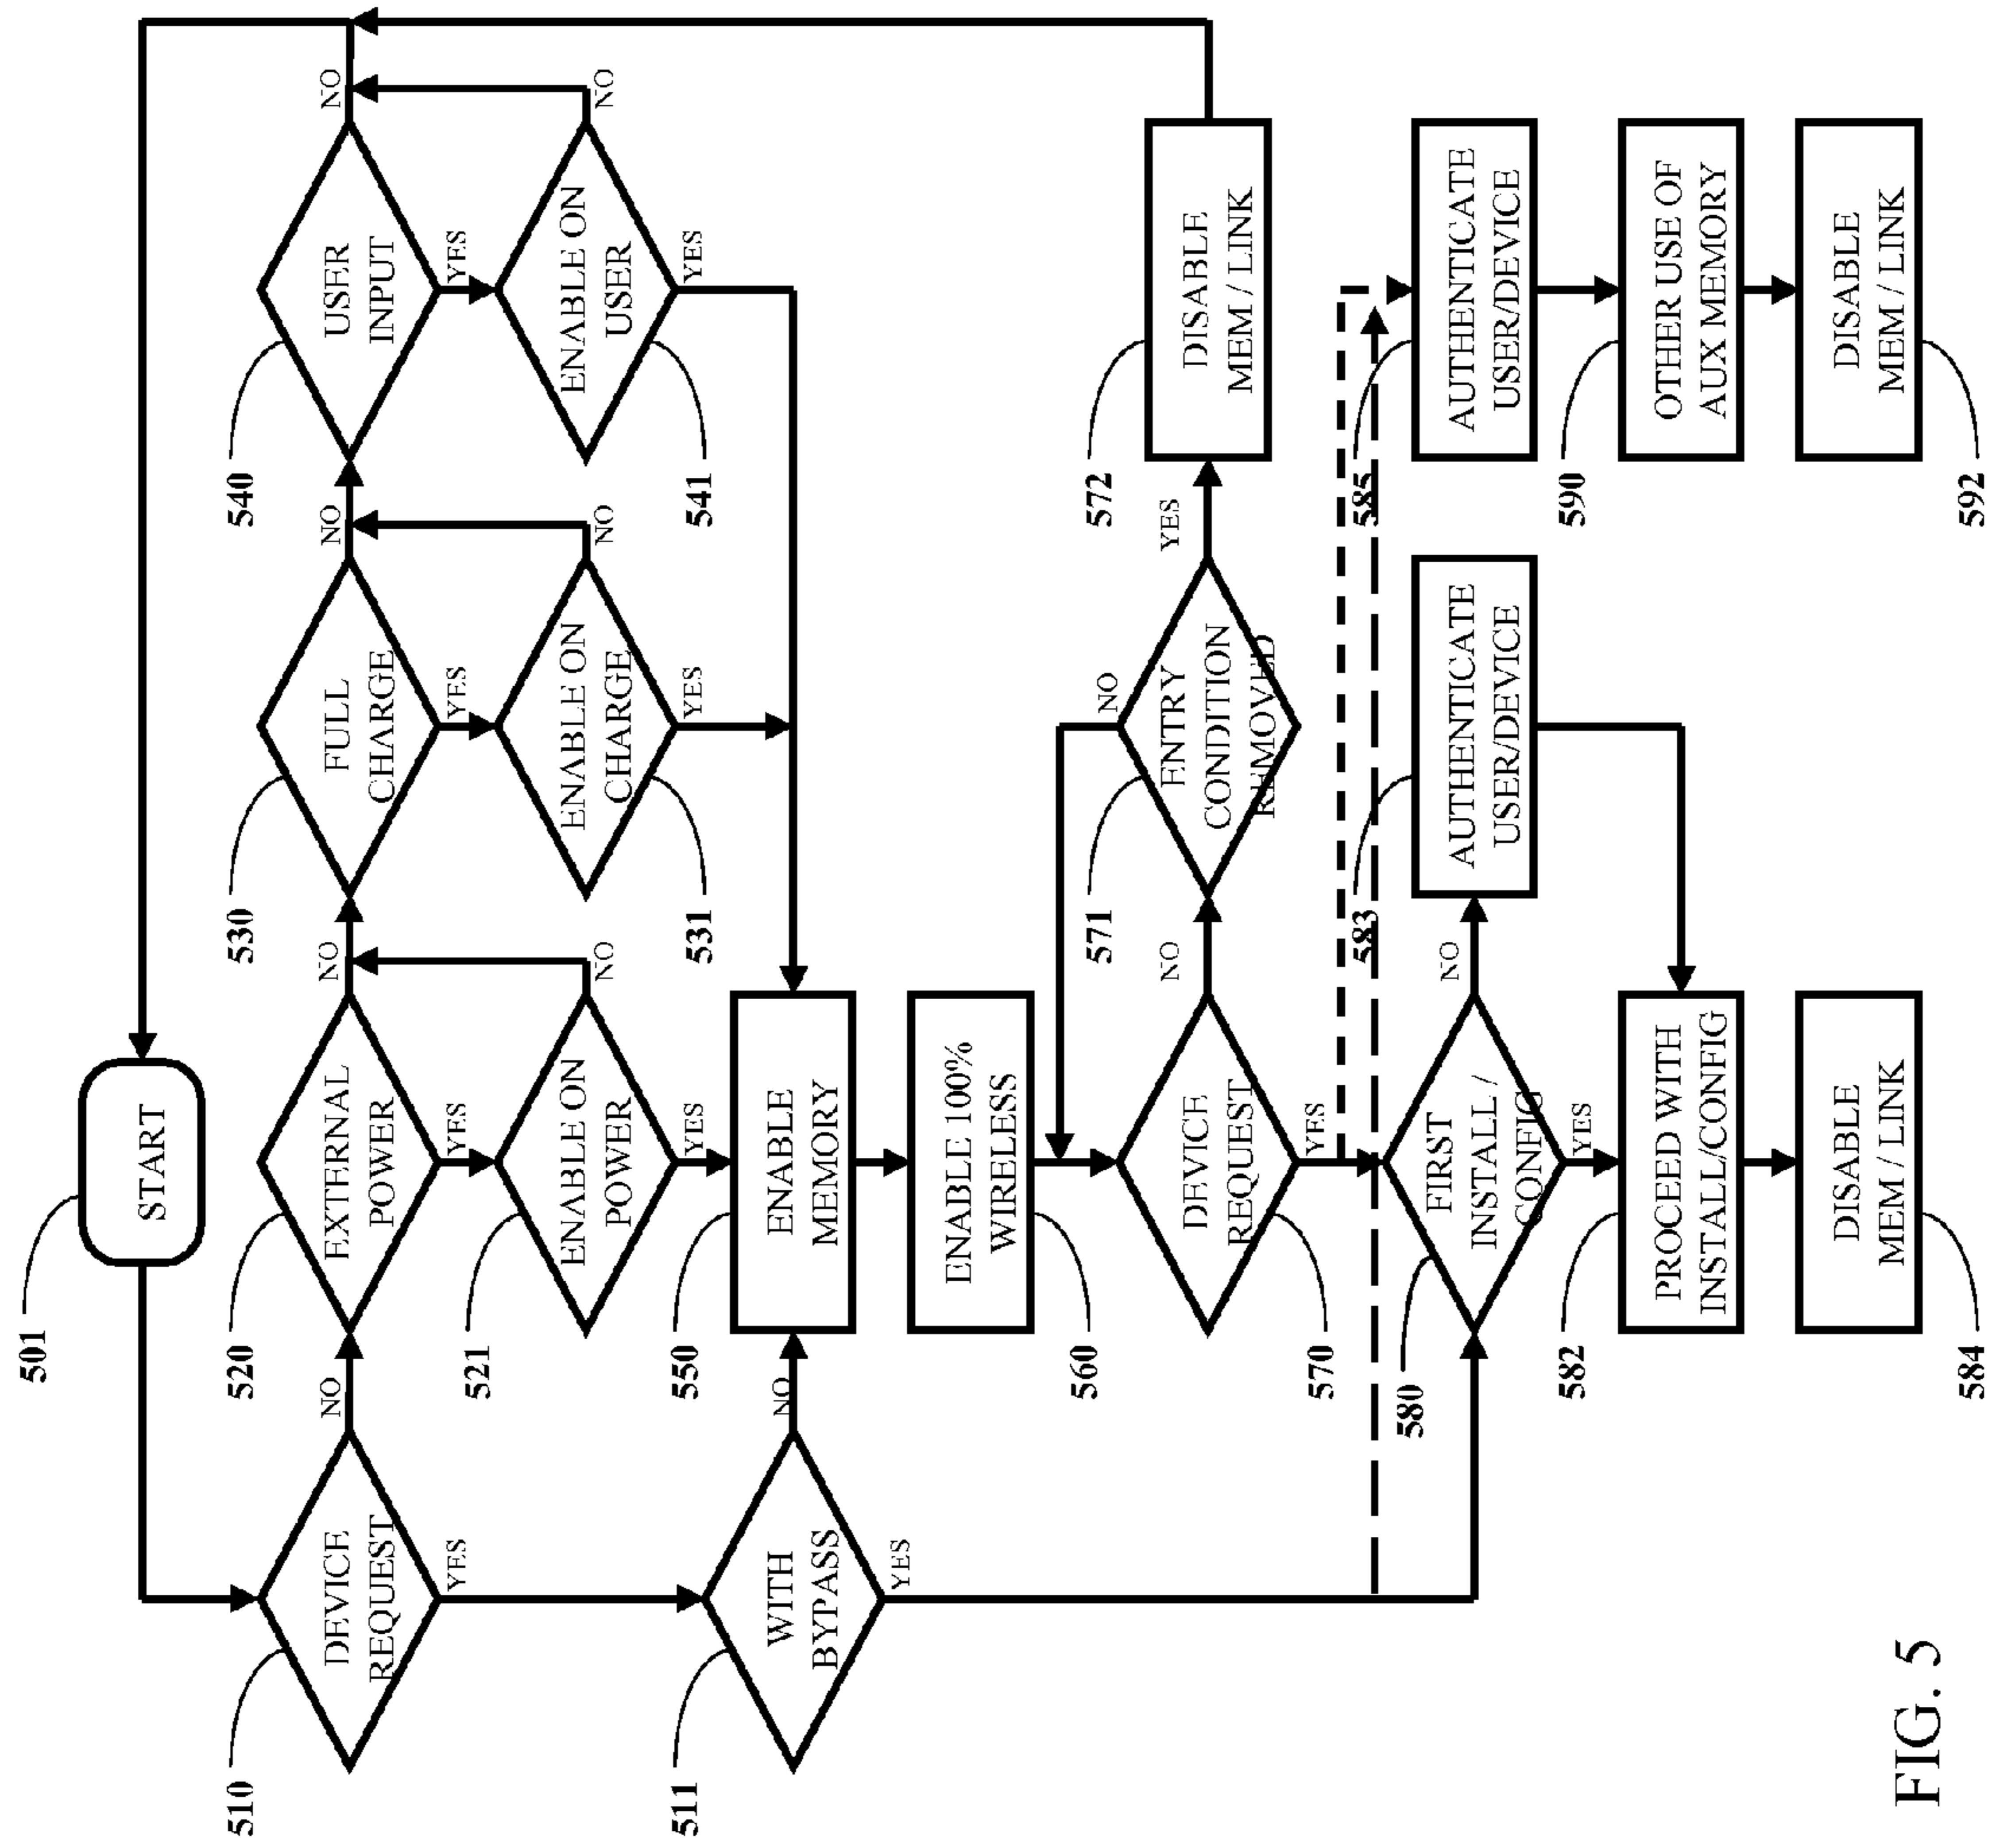 501
START
510
DEVICE
REQUEST
NO
YES
520
EXTERNAL
POWER
NO
YES
530
FULL
CHARGE
NO
YES
540
USER
INPUT
NO
YES
521
ENABLE ON
POWER
NO
YES
531
ENABLE ON
CHARGE
NO
YES
541
ENABLE ON
USER
NO
YES
511
WITH
BYPASS
NO
YES
550
ENABLE
MEMORY
560
ENABLE 100%
WIRELESS
570
DEVICE
REQUEST
NO
YES
571
ENTRY
CONDITION
REMOVED
NO
YES
572
DISABLE
MEM / LINK
580
FIRST
INSTALL /
CONFIG
NO
YES
583
AUTHENTICATE
USER/DEVICE
585
AUTHENTICATE
USER/DEVICE
582
PROCEED WITH
INSTALL/CONFIG
590
OTHER USE OF
AUX MEMORY
584
DISABLE
MEM / LINK
592
DISABLE
MEM / LINK
FIG. 5